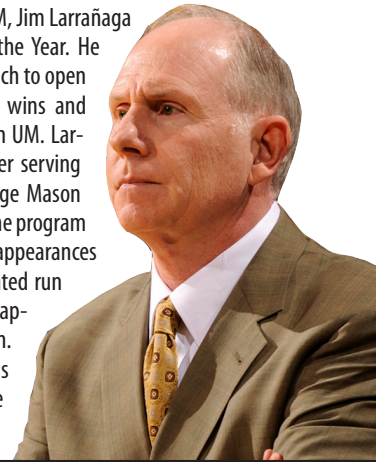 M, Jim Larrañaga
the Year. He
ch to open
wins and
n UM. Lar-
er serving
ge Mason
he program
appearances
ated run
ap-
n.
s
e